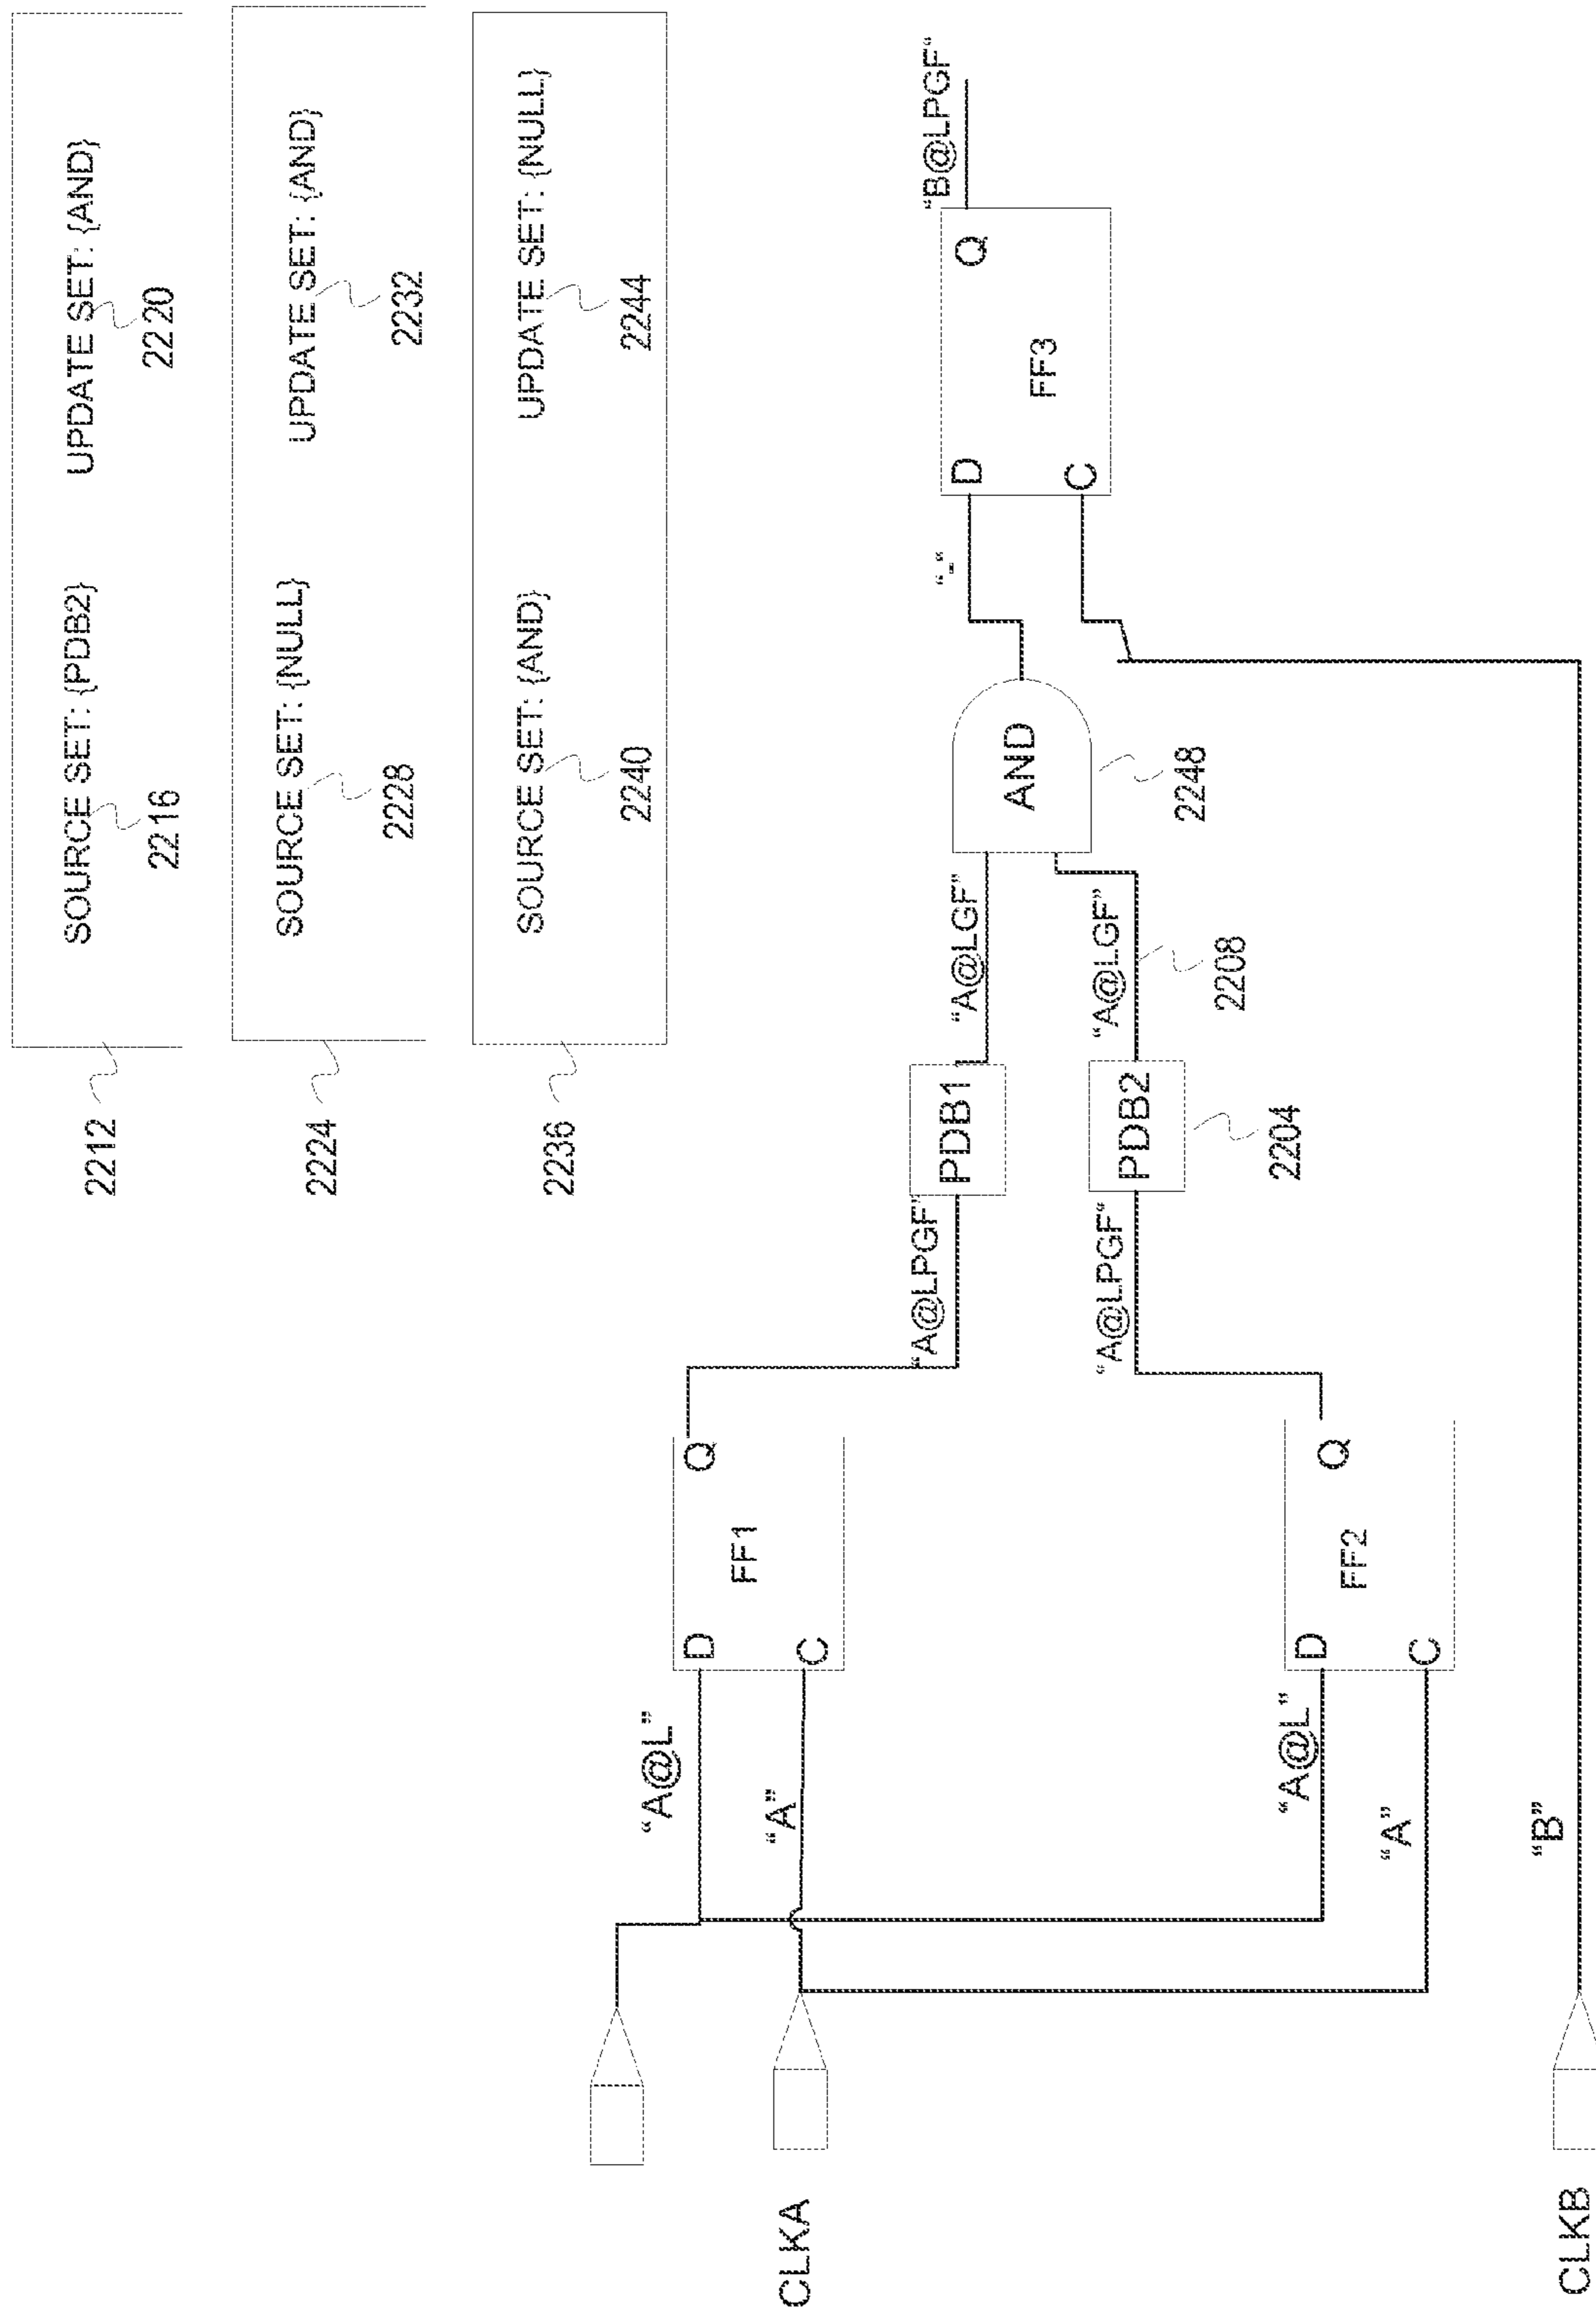 SOURCE SET: {PDB2} UPDATE SET: {AND}
2212 2216 2220
SOURCE SET: {NULL} UPDATE SET: {AND}
2224 2228 2232
SOURCE SET: {AND} UPDATE SET: {NULL}
2236 2240 2244
“A@L” D FF1 Q
“A” C
CLKA
“A@LPGF” PDB1 “A@LGF”
AND
2248
“-“
D FF3 Q “B@LPGF“
C
“A@LPGF“ PDB2 “A@LGF”
2204 2208
“A@L” D FF2 Q
“A” C
CLKB “B”